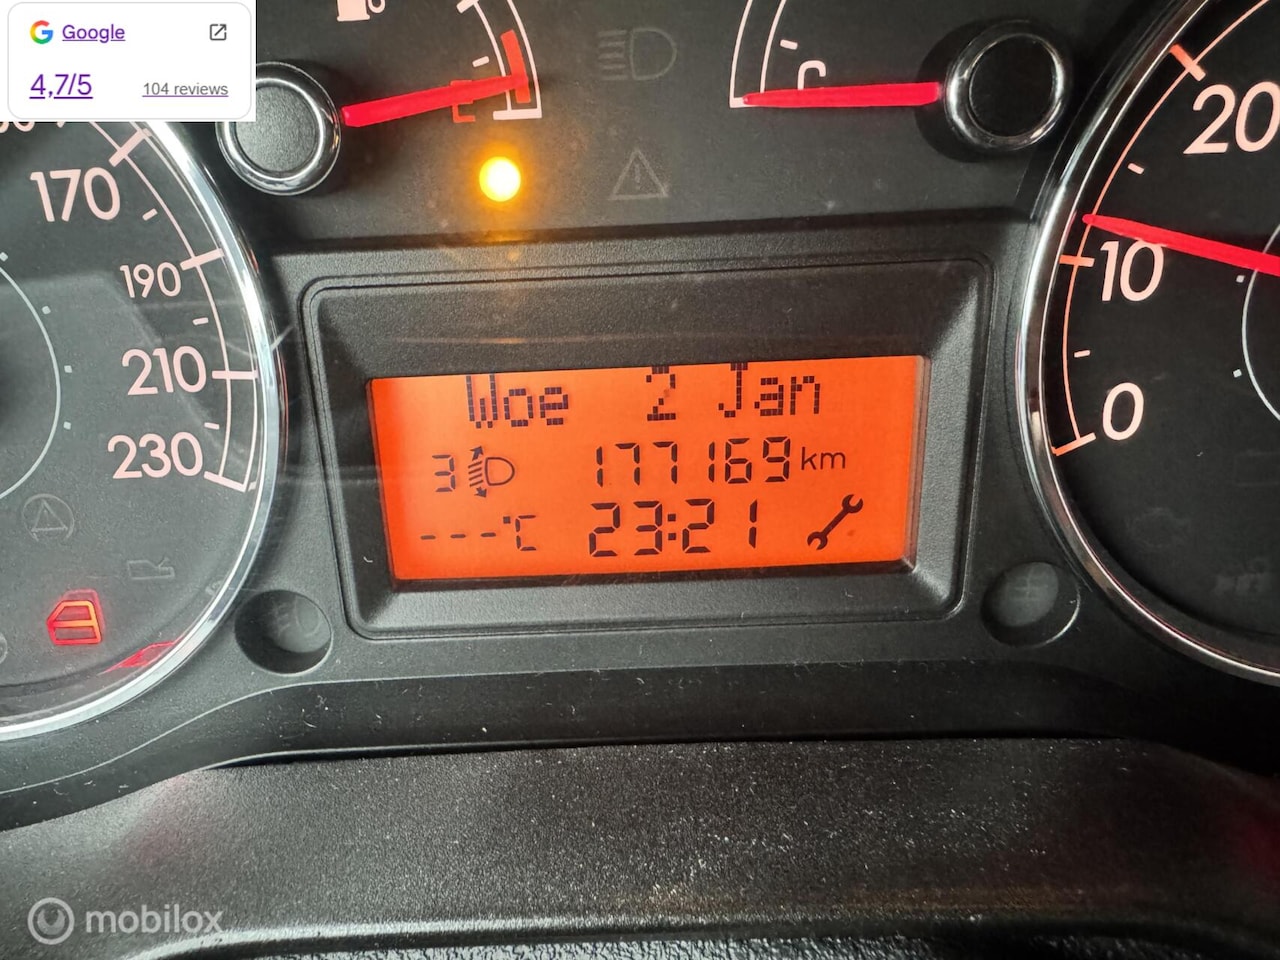 Google
4,7/5 104 reviews
E
C
170
190
210
230
20
10
0
Woe 2 Jan
3 177169 km
---°C 23:21
mobilox